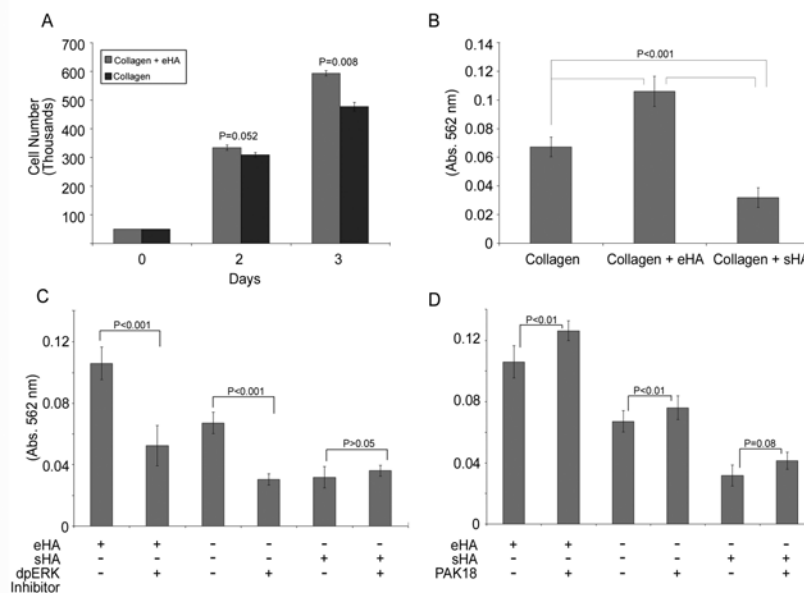 A
Collagen + eHA
Collagen
700
600
500
400
300
200
100
Cell Number
(Thousands)
P=0.052
P=0.008
0 2 3
Days
B
0.14
0.12
0.1
0.08
0.06
0.04
0.02
0
(Abs. 562 nm)
P<0.001
Collagen Collagen + eHA Collagen + sHA
C
0.12
0.08
0.04
0
(Abs. 562 nm)
P<0.001
P<0.001
P>0.05
eHA + + - - - -
sHA - - - - + +
dpERK - + - + - +
Inhibitor
D
0.12
0.08
0.04
0
(Abs. 562 nm)
P<0.01
P<0.01
P=0.08
eHA + + - - - -
sHA - - - - + +
PAK18 - + - + - +